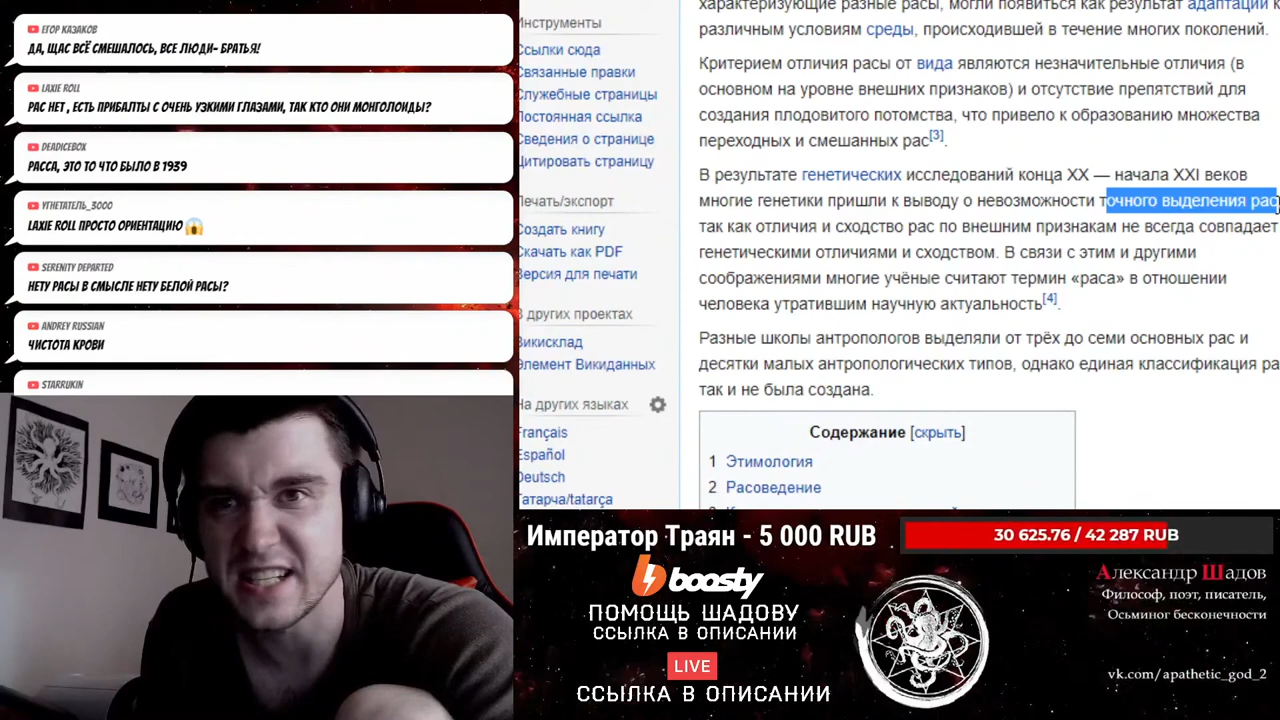 ЕГОР КАЗАКОВ
ДА, ЩАС ВСЁ СМЕШАЛОСЬ, ВСЕ ЛЮДИ- БРАТЬЯ!
LAXIE ROLL
РАС НЕТ , ЕСТЬ ПРИБАЛТЫ С ОЧЕНЬ УЗКИМИ ГЛАЗАМИ, ТАК КТО ОНИ МОНГОЛОИДЫ?
DEADICEBOX
РАССА, ЭТО ТО ЧТО БЫЛО В 1939
УГНЕТАТЕЛЬ_3000
LAXIE ROLL ПРОСТО ОРИЕНТАЦИЮ 😱
SERENITY DEPARTED
НЕТУ РАСЫ В СМЫСЛЕ НЕТУ БЕЛОЙ РАСЫ?
ANDREY RUSSIAN
ЧИСТОТА КРОВИ
STARRUKIN
Инструменты
Ссылки сюда
Связанные правки
Служебные страницы
Постоянная ссылка
Сведения о странице
Цитировать страницу
Печать/экспорт
Создать книгу
Скачать как PDF
Версия для печати
В других проектах
Викисклад
Элемент Викиданных
На других языках
Français
Español
Deutsch
Татарча/tatarça
характеризующие разные расы, могли появиться как результат адаптации к
различным условиям среды, происходившей в течение многих поколений.
Критерием отличия расы от вида являются незначительные отличия (в
основном на уровне внешних признаков) и отсутствие препятствий для
создания плодовитого потомства, что привело к образованию множества
переходных и смешанных рас[3].
В результате генетических исследований конца XX — начала XXI веков
многие генетики пришли к выводу о невозможности точного выделения рас
так как отличия и сходство рас по внешним признакам не всегда совпадает
генетическими отличиями и сходством. В связи с этим и другими
соображениями многие учёные считают термин «раса» в отношении
человека утратившим научную актуальность[4].
Разные школы антропологов выделяли от трёх до семи основных рас и
десятки малых антропологических типов, однако единая классификация ра
так и не была создана.
Содержание [скрыть]
1 Этимология
2 Расоведение
Император Траян - 5 000 RUB
30 625.76 / 42 287 RUB
boosty
ПОМОЩЬ ШАДОВУ
ССЫЛКА В ОПИСАНИИ
LIVE
ССЫЛКА В ОПИСАНИИ
Александр Шадов
Философ, поэт, писатель,
Осьминог бесконечности
vk.com/apathetic_god_2